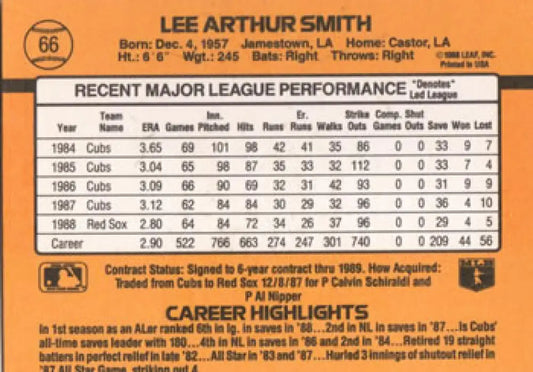 66
LEE ARTHUR SMITH
Born: Dec. 4, 1957 Jamestown, LA Home: Castor, LA
Ht.: 6'6" Wgt.: 245 Bats: Right Throws: Right
©1988 LEAF, INC.
Printed in USA
RECENT MAJOR LEAGUE PERFORMANCE "Denotes" Led League
Year Team Name ERA Games Inn. Pitched Hits Runs Er. Runs Walks Strike Outs Comp. Games Shut Outs Save Won Lost
1984 Cubs 3.65 69 101 98 42 41 35 86 0 0 33 9 7
1985 Cubs 3.04 65 98 87 35 33 32 112 0 0 33 7 4
1986 Cubs 3.09 66 90 69 32 31 42 93 0 0 31 9 9
1987 Cubs 3.12 62 84 84 30 29 32 96 0 0 36 4 10
1988 Red Sox 2.80 64 84 72 34 26 37 96 0 0 29 4 5
Career 2.90 522 766 663 274 247 301 740 0 0 209 44 56
Contract Status: Signed to 6-year contract thru 1989. How Acquired:
Traded from Cubs to Red Sox 12/8/87 for P Calvin Schiraldi and
P Al Nipper
CAREER HIGHLIGHTS
In 1st season as an ALer ranked 6th in lg. in saves in '88...2nd in NL in saves in '87...Is Cubs'
all-time saves leader with 180...4th in NL in saves in '86 and 2nd in '84...Retired 19 straight
batters in perfect relief in late '82...All Star in '83 and '87...Hurled 3 innings of shutout relief in
'87 All Star Game, striking out 4